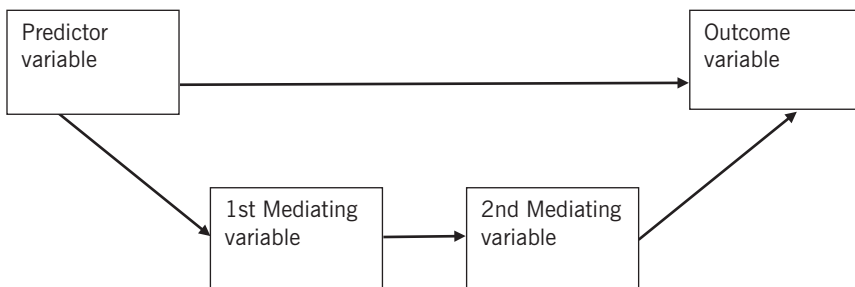 Predictor
variable
Outcome
variable
1st Mediating
variable
2nd Mediating
variable